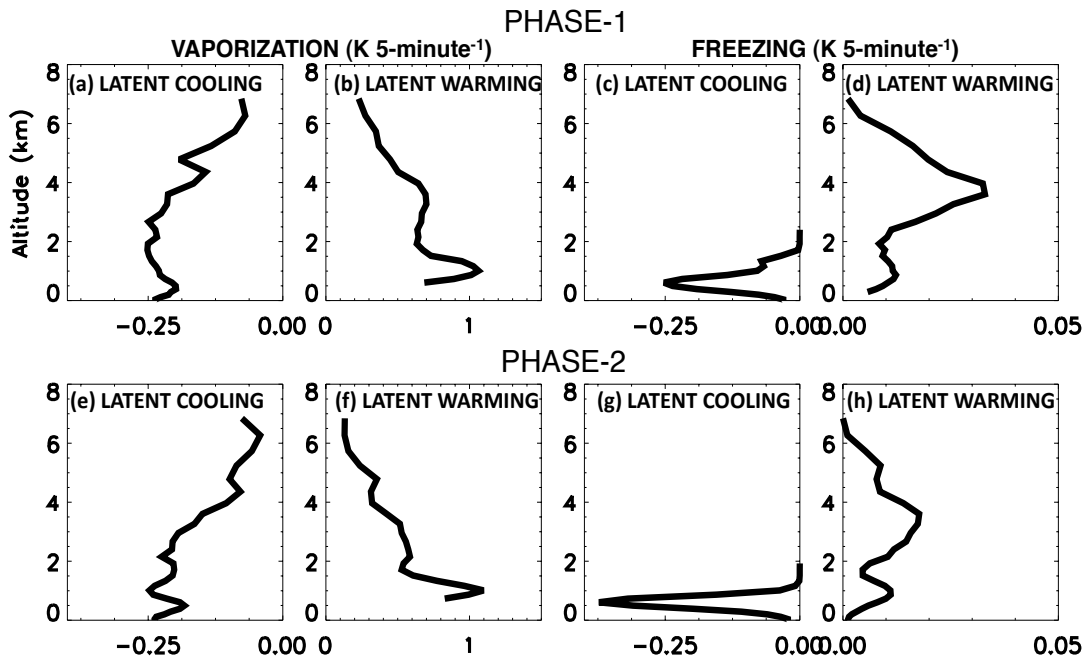 PHASE-1
VAPORIZATION (K 5-minute⁻¹) FREEZING (K 5-minute⁻¹)
(a) LATENT COOLING (b) LATENT WARMING (c) LATENT COOLING (d) LATENT WARMING
Altitude (km)
8 8 8 8
6 6 6 6
4 4 4 4
2 2 2 2
0 0 0 0
−0.25 0.00 0 1 −0.25 0.00 0.00 0.05
PHASE-2
(e) LATENT COOLING (f) LATENT WARMING (g) LATENT COOLING (h) LATENT WARMING
8 8 8 8
6 6 6 6
4 4 4 4
2 2 2 2
0 0 0 0
−0.25 0.00 0 1 −0.25 0.00 0.00 0.05